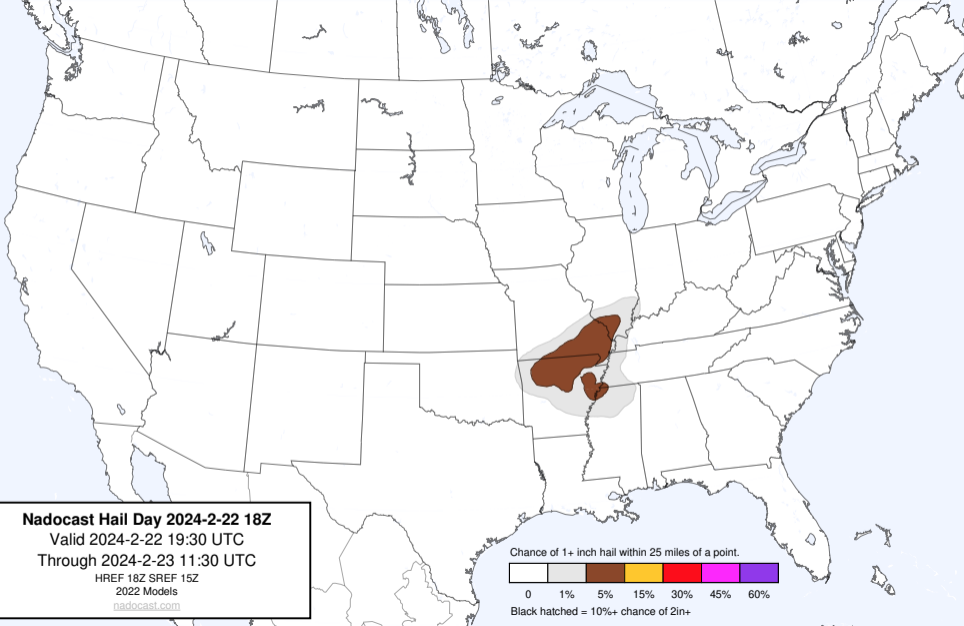 Nadocast Hail Day 2024-2-22 18Z
Valid 2024-2-22 19:30 UTC
Through 2024-2-23 11:30 UTC
HREF 18Z SREF 15Z
2022 Models
nadocast.com
Chance of 1+ inch hail within 25 miles of a point.
0 1% 5% 15% 30% 45% 60%
Black hatched = 10%+ chance of 2in+